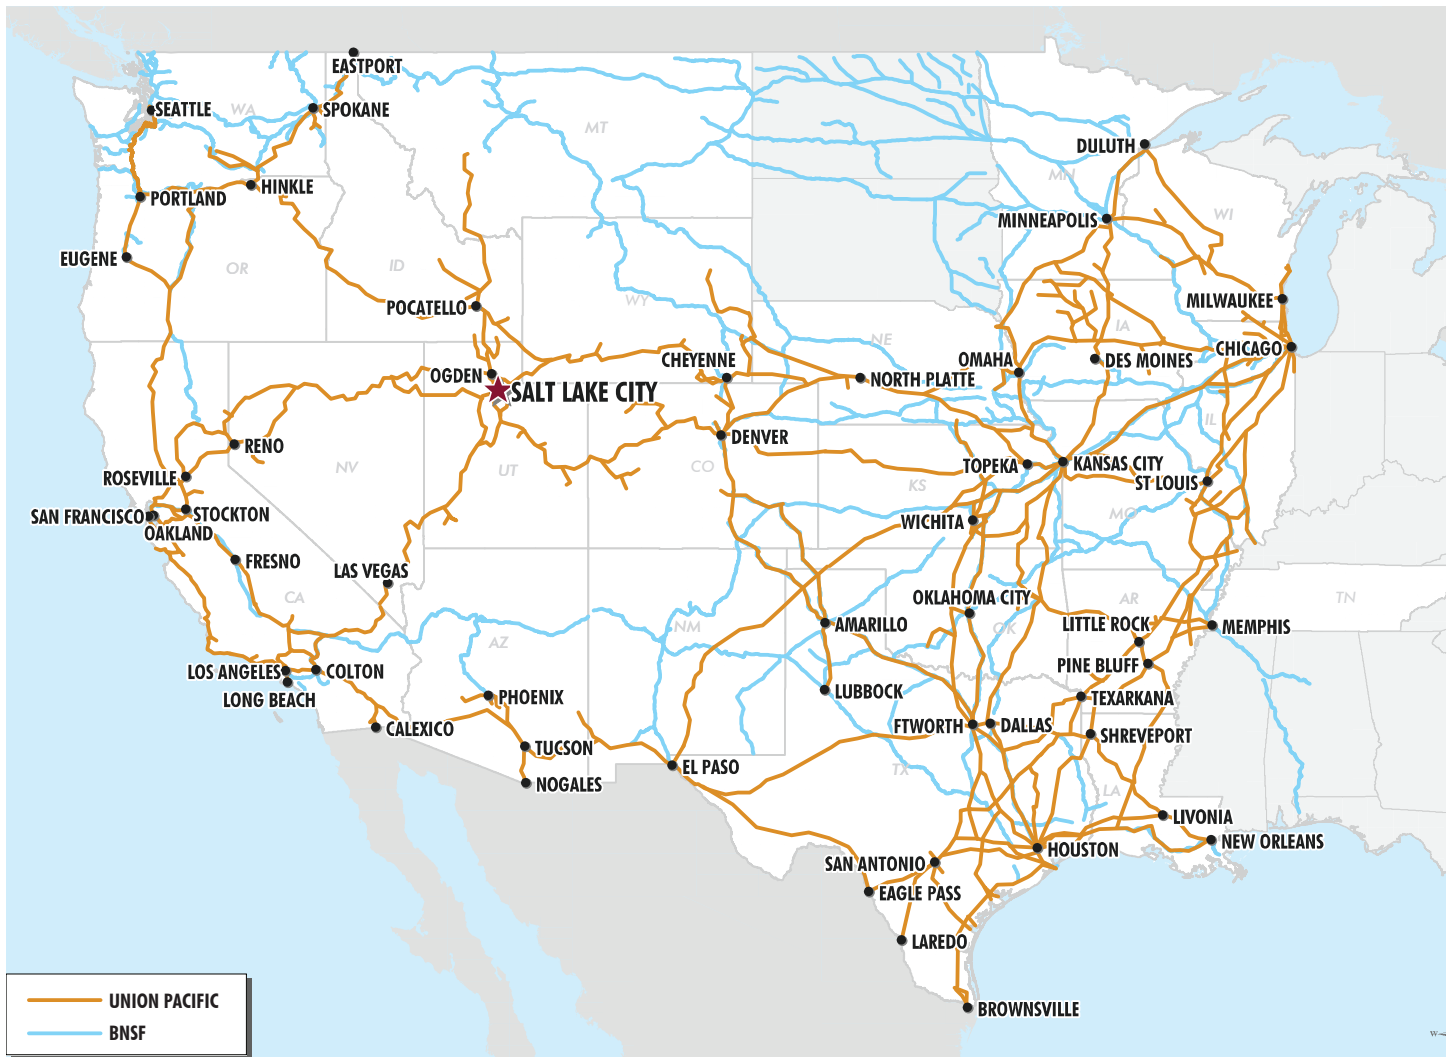 EASTPORT
SEATTLE
WA
SPOKANE
MT
DULUTH
MN
HINKLE
PORTLAND
MINNEAPOLIS
WI
EUGENE
OR
ID
WY
MILWAUKEE
POCATELLO
IA
NE
CHICAGO
CHEYENNE
OMAHA
DES MOINES
OGDEN
NORTH PLATTE
SALT LAKE CITY
IL
RENO
DENVER
NV
UT
CO
TOPEKA
KANSAS CITY
ROSEVILLE
KS
ST LOUIS
SAN FRANCISCO
STOCKTON
MO
WICHITA
OAKLAND
FRESNO
LAS VEGAS
CA
OKLAHOMA CITY
AR
TN
AMARILLO
NM
OK
LITTLE ROCK
MEMPHIS
AZ
PINE BLUFF
LOS ANGELES
COLTON
LUBBOCK
LONG BEACH
PHOENIX
TEXARKANA
CALEXICO
FTWORTH
DALLAS
SHREVEPORT
TUCSON
EL PASO
TX
NOGALES
LA
LIVONIA
NEW ORLEANS
HOUSTON
SAN ANTONIO
EAGLE PASS
LAREDO
UNION PACIFIC
BROWNSVILLE
BNSF
W